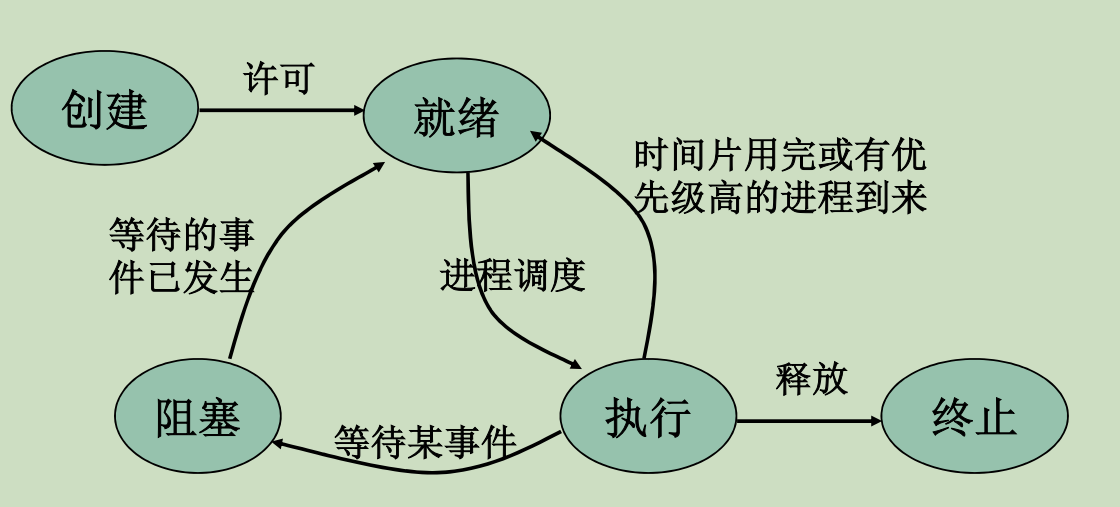 许可
创建
就绪
时间片用完或有优
先级高的进程到来
等待的事
件已发生
进程调度
释放
阻塞
等待某事件
执行
终止